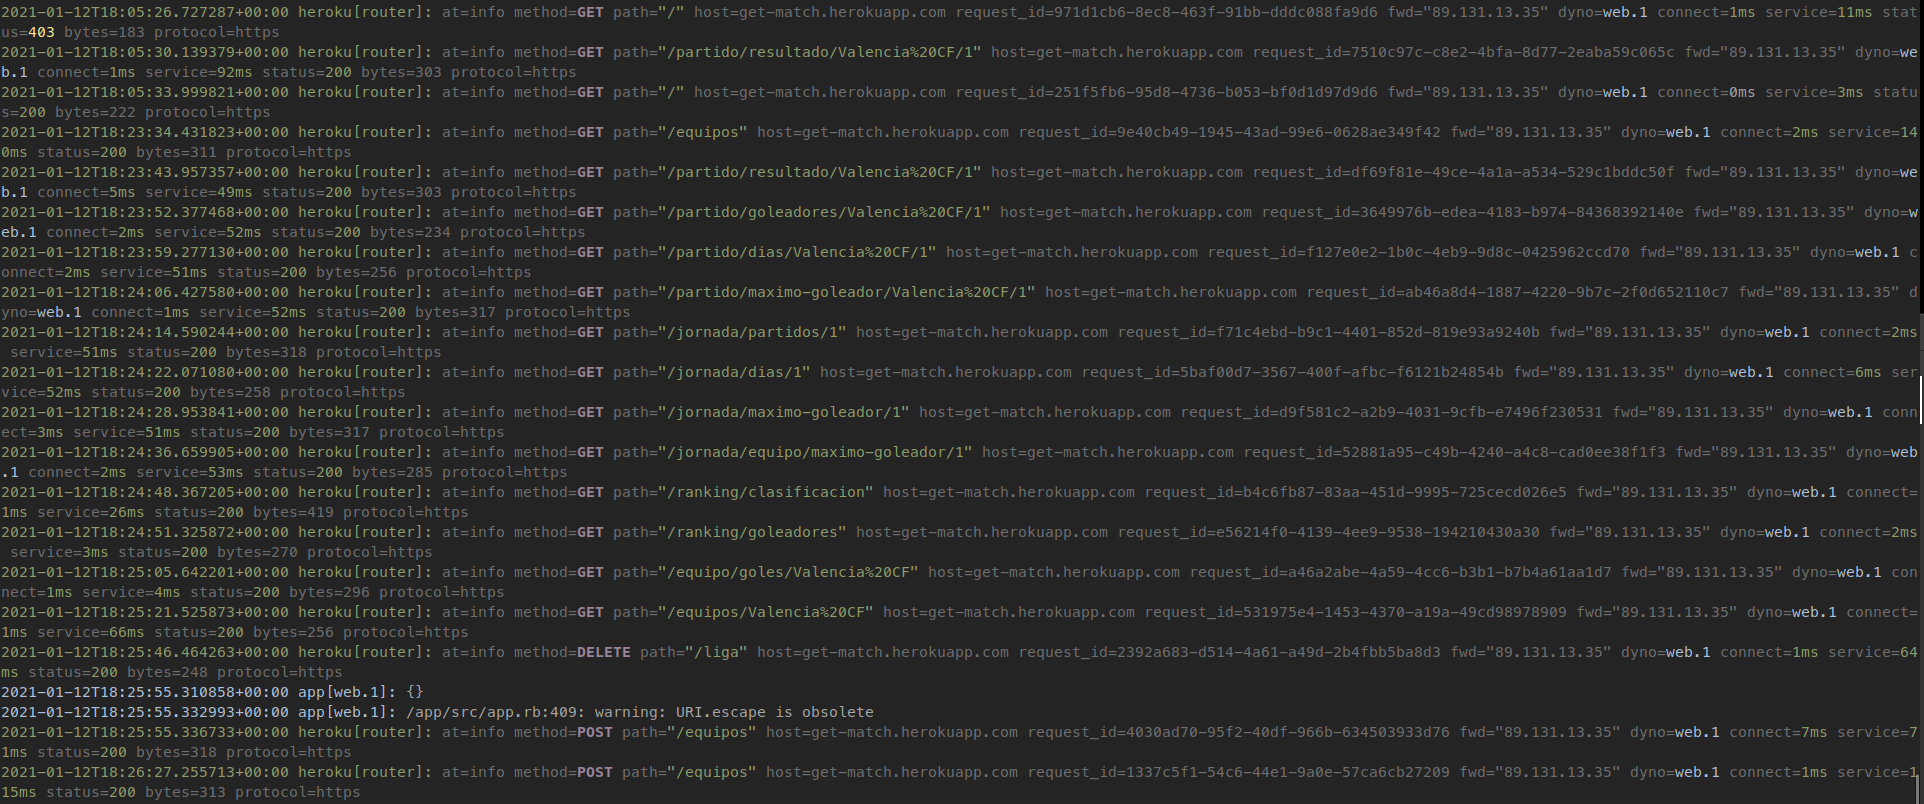 2021-01-12T18:05:26.727287+00:00 heroku[router]: at=info method=GET path="/" host=get-match.herokuapp.com request_id=971d1cb6-8ec8-463f-91bb-dddc088fa9d6 fwd="89.131.13.35" dyno=web.1 connect=1ms service=11ms stat
us=403 bytes=183 protocol=https
2021-01-12T18:05:30.139379+00:00 heroku[router]: at=info method=GET path="/partido/resultado/Valencia%20CF/1" host=get-match.herokuapp.com request_id=7510c97c-c8e2-4bfa-8d77-2eaba59c065c fwd="89.131.13.35" dyno=we
b.1 connect=1ms service=92ms status=200 bytes=303 protocol=https
2021-01-12T18:05:33.999821+00:00 heroku[router]: at=info method=GET path="/" host=get-match.herokuapp.com request_id=251f5fb6-95d8-4736-b053-bf0d1d97d9d6 fwd="89.131.13.35" dyno=web.1 connect=0ms service=3ms statu
s=200 bytes=222 protocol=https
2021-01-12T18:23:34.431823+00:00 heroku[router]: at=info method=GET path="/equipos" host=get-match.herokuapp.com request_id=9e40cb49-1945-43ad-99e6-0628ae349f42 fwd="89.131.13.35" dyno=web.1 connect=2ms service=14
0ms status=200 bytes=311 protocol=https
2021-01-12T18:23:43.957357+00:00 heroku[router]: at=info method=GET path="/partido/resultado/Valencia%20CF/1" host=get-match.herokuapp.com request_id=df69f81e-49ce-4a1a-a534-529c1bddc50f fwd="89.131.13.35" dyno=we
b.1 connect=5ms service=49ms status=200 bytes=303 protocol=https
2021-01-12T18:23:52.377468+00:00 heroku[router]: at=info method=GET path="/partido/goleadores/Valencia%20CF/1" host=get-match.herokuapp.com request_id=3649976b-edea-4183-b974-84368392140e fwd="89.131.13.35" dyno=w
eb.1 connect=2ms service=52ms status=200 bytes=234 protocol=https
2021-01-12T18:23:59.277130+00:00 heroku[router]: at=info method=GET path="/partido/dias/Valencia%20CF/1" host=get-match.herokuapp.com request_id=f127e0e2-1b0c-4eb9-9d8c-0425962ccd70 fwd="89.131.13.35" dyno=web.1 c
onnect=2ms service=51ms status=200 bytes=256 protocol=https
2021-01-12T18:24:06.427580+00:00 heroku[router]: at=info method=GET path="/partido/maximo-goleador/Valencia%20CF/1" host=get-match.herokuapp.com request_id=ab46a8d4-1887-4220-9b7c-2f0d652110c7 fwd="89.131.13.35" d
yno=web.1 connect=1ms service=52ms status=200 bytes=317 protocol=https
2021-01-12T18:24:14.590244+00:00 heroku[router]: at=info method=GET path="/jornada/partidos/1" host=get-match.herokuapp.com request_id=f71c4ebd-b9c1-4401-852d-819e93a9240b fwd="89.131.13.35" dyno=web.1 connect=2ms
 service=51ms status=200 bytes=318 protocol=https
2021-01-12T18:24:22.071080+00:00 heroku[router]: at=info method=GET path="/jornada/dias/1" host=get-match.herokuapp.com request_id=5baf00d7-3567-400f-afbc-f6121b24854b fwd="89.131.13.35" dyno=web.1 connect=6ms ser
vice=52ms status=200 bytes=258 protocol=https
2021-01-12T18:24:28.953841+00:00 heroku[router]: at=info method=GET path="/jornada/maximo-goleador/1" host=get-match.herokuapp.com request_id=d9f581c2-a2b9-4031-9cfb-e7496f230531 fwd="89.131.13.35" dyno=web.1 conn
ect=3ms service=51ms status=200 bytes=317 protocol=https
2021-01-12T18:24:36.659905+00:00 heroku[router]: at=info method=GET path="/jornada/equipo/maximo-goleador/1" host=get-match.herokuapp.com request_id=52881a95-c49b-4240-a4c8-cad0ee38f1f3 fwd="89.131.13.35" dyno=web
.1 connect=2ms service=53ms status=200 bytes=285 protocol=https
2021-01-12T18:24:48.367205+00:00 heroku[router]: at=info method=GET path="/ranking/clasificacion" host=get-match.herokuapp.com request_id=b4c6fb87-83aa-451d-9995-725cecd026e5 fwd="89.131.13.35" dyno=web.1 connect=
1ms service=26ms status=200 bytes=419 protocol=https
2021-01-12T18:24:51.325872+00:00 heroku[router]: at=info method=GET path="/ranking/goleadores" host=get-match.herokuapp.com request_id=e56214f0-4139-4ee9-9538-194210430a30 fwd="89.131.13.35" dyno=web.1 connect=2ms
 service=3ms status=200 bytes=270 protocol=https
2021-01-12T18:25:05.642201+00:00 heroku[router]: at=info method=GET path="/equipo/goles/Valencia%20CF" host=get-match.herokuapp.com request_id=a46a2abe-4a59-4cc6-b3b1-b7b4a61aa1d7 fwd="89.131.13.35" dyno=web.1 con
nect=1ms service=4ms status=200 bytes=296 protocol=https
2021-01-12T18:25:21.525873+00:00 heroku[router]: at=info method=GET path="/equipos/Valencia%20CF" host=get-match.herokuapp.com request_id=531975e4-1453-4370-a19a-49cd98978909 fwd="89.131.13.35" dyno=web.1 connect=
1ms service=66ms status=200 bytes=256 protocol=https
2021-01-12T18:25:46.464263+00:00 heroku[router]: at=info method=DELETE path="/liga" host=get-match.herokuapp.com request_id=2392a683-d514-4a61-a49d-2b4fbb5ba8d3 fwd="89.131.13.35" dyno=web.1 connect=1ms service=64
ms status=200 bytes=248 protocol=https
2021-01-12T18:25:55.310858+00:00 app[web.1]: {}
2021-01-12T18:25:55.332993+00:00 app[web.1]: /app/src/app.rb:409: warning: URI.escape is obsolete
2021-01-12T18:25:55.336733+00:00 heroku[router]: at=info method=POST path="/equipos" host=get-match.herokuapp.com request_id=4030ad70-95f2-40df-966b-634503933d76 fwd="89.131.13.35" dyno=web.1 connect=7ms service=7
1ms status=200 bytes=318 protocol=https
2021-01-12T18:26:27.255713+00:00 heroku[router]: at=info method=POST path="/equipos" host=get-match.herokuapp.com request_id=1337c5f1-54c6-44e1-9a0e-57ca6cb27209 fwd="89.131.13.35" dyno=web.1 connect=1ms service=1
15ms status=200 bytes=313 protocol=https